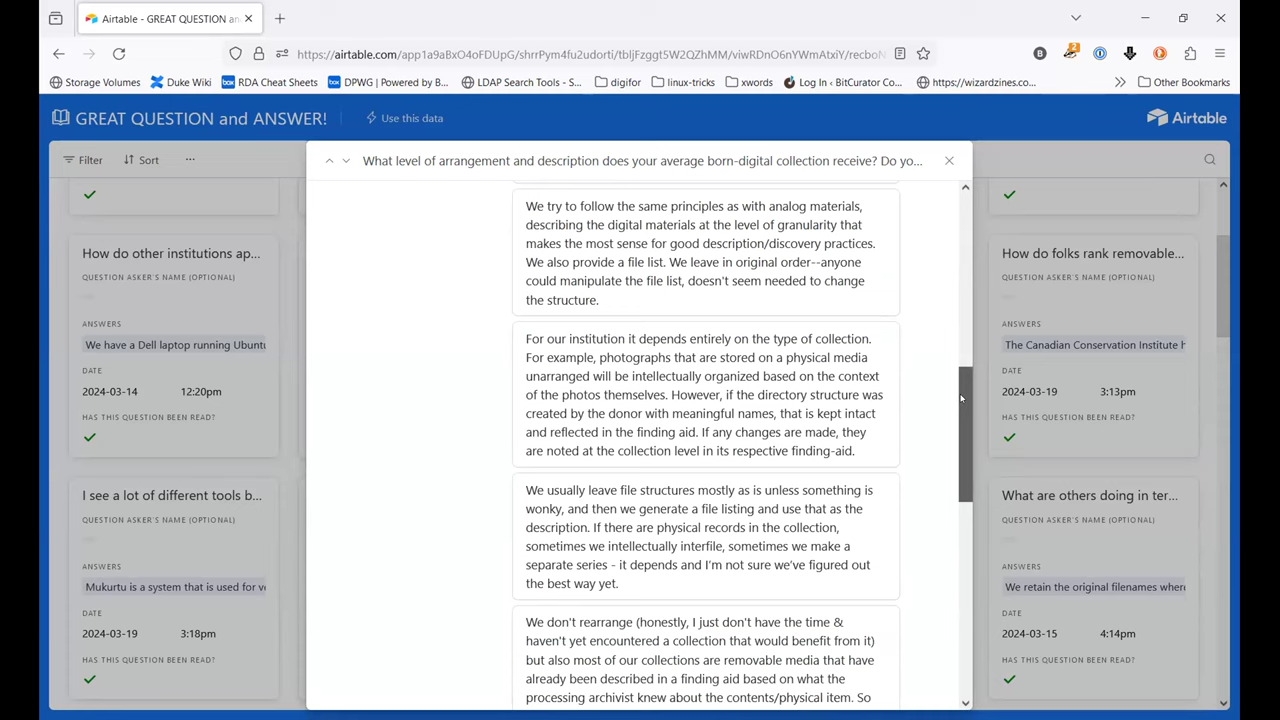 Airtable - GREAT QUESTION an
https://airtable.com/app1a9aBxO4oFDUpG/shrrPym4fu2udorti/tbljFzggt5W2QZhMM/viwRDnO6nYWmAtxiY/recbo
2
Storage Volumes
Duke Wiki
RDA Cheat Sheets
DPWG | Powered by B...
LDAP Search Tools - S...
digifor
linux-tricks
xwords
Log In ‹ BitCurator Co...
https://wizardzines.co...
Other Bookmarks
GREAT QUESTION and ANSWER!
Use this data
Airtable
Filter
Sort
...
What level of arrangement and description does your average born-digital collection receive? Do yo...
How do other institutions ap...
QUESTION ASKER'S NAME (OPTIONAL)
ANSWERS
We have a Dell laptop running Ubunt
DATE
2024-03-14 12:20pm
HAS THIS QUESTION BEEN READ?
I see a lot of different tools b...
QUESTION ASKER'S NAME (OPTIONAL)
ANSWERS
Mukurtu is a system that is used for v
DATE
2024-03-19 3:18pm
HAS THIS QUESTION BEEN READ?
We try to follow the same principles as with analog materials,
describing the digital materials at the level of granularity that
makes the most sense for good description/discovery practices.
We also provide a file list. We leave in original order--anyone
could manipulate the file list, doesn't seem needed to change
the structure.
For our institution it depends entirely on the type of collection.
For example, photographs that are stored on a physical media
unarranged will be intellectually organized based on the context
of the photos themselves. However, if the directory structure was
created by the donor with meaningful names, that is kept intact
and reflected in the finding aid. If any changes are made, they
are noted at the collection level in its respective finding-aid.
We usually leave file structures mostly as is unless something is
wonky, and then we generate a file listing and use that as the
description. If there are physical records in the collection,
sometimes we intellectually interfile, sometimes we make a
separate series - it depends and I'm not sure we've figured out
the best way yet.
We don't rearrange (honestly, I just don't have the time &
haven't yet encountered a collection that would benefit from it)
but also most of our collections are removable media that have
already been described in a finding aid based on what the
processing archivist knew about the contents/physical item. So
How do folks rank removable...
QUESTION ASKER'S NAME (OPTIONAL)
ANSWERS
The Canadian Conservation Institute h
DATE
2024-03-19 3:13pm
HAS THIS QUESTION BEEN READ?
What are others doing in ter...
QUESTION ASKER'S NAME (OPTIONAL)
ANSWERS
We retain the original filenames wher
DATE
2024-03-15 4:14pm
HAS THIS QUESTION BEEN READ?